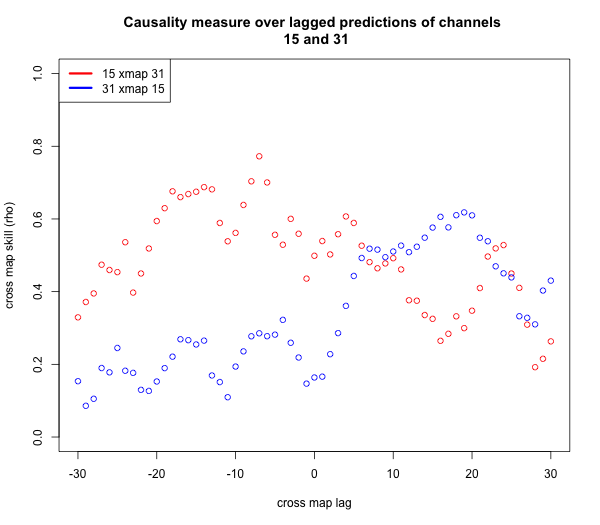 Causality measure over lagged predictions of channels
15 and 31
15 xmap 31
31 xmap 15
cross map skill (rho)
1.0
0.8
0.6
0.4
0.2
0.0
-30 -20 -10 0 10 20 30
cross map lag